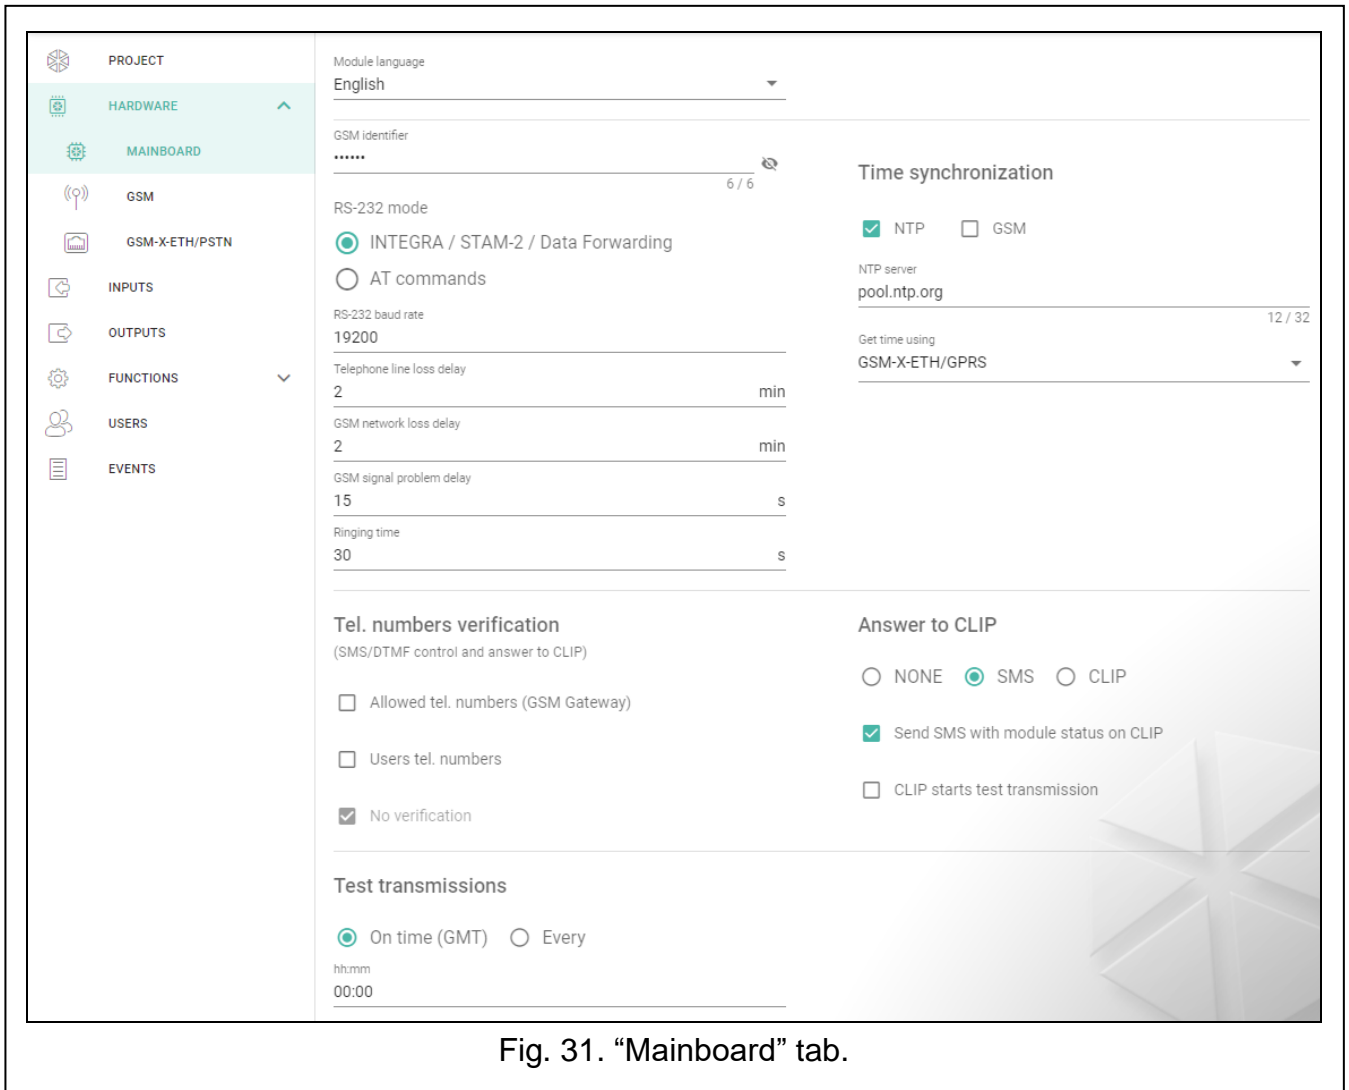 PROJECT
HARDWARE
MAINBOARD
GSM
GSM-X-ETH/PSTN
INPUTS
OUTPUTS
FUNCTIONS
USERS
EVENTS
Module language
English
GSM identifier
••••••
6 / 6
RS-232 mode
INTEGRA / STAM-2 / Data Forwarding
AT commands
RS-232 baud rate
19200
Telephone line loss delay
2 min
GSM network loss delay
2 min
GSM signal problem delay
15 s
Ringing time
30 s
Time synchronization
NTP GSM
NTP server
pool.ntp.org
12 / 32
Get time using
GSM-X-ETH/GPRS
Tel. numbers verification
(SMS/DTMF control and answer to CLIP)
Allowed tel. numbers (GSM Gateway)
Users tel. numbers
No verification
Answer to CLIP
NONE SMS CLIP
Send SMS with module status on CLIP
CLIP starts test transmission
Test transmissions
On time (GMT) Every
hh:mm
00:00
Fig. 31. “Mainboard” tab.